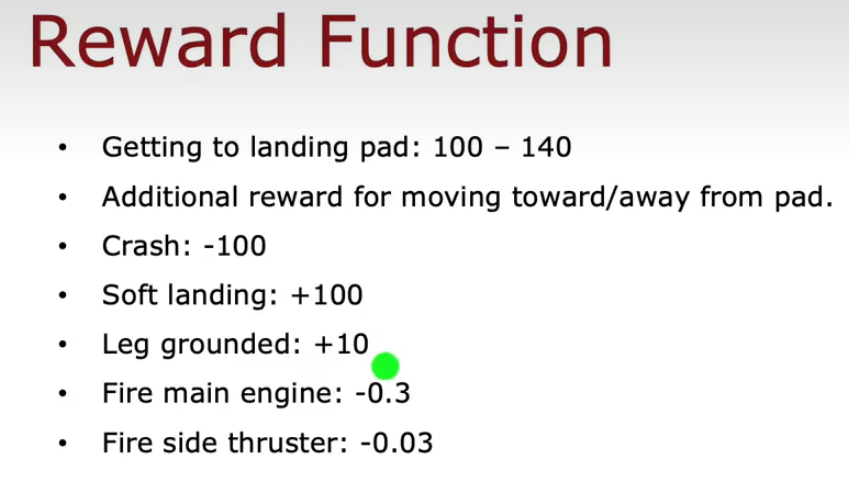 Reward Function
• Getting to landing pad: 100 – 140
• Additional reward for moving toward/away from pad.
• Crash: -100
• Soft landing: +100
• Leg grounded: +10
• Fire main engine: -0.3
• Fire side thruster: -0.03